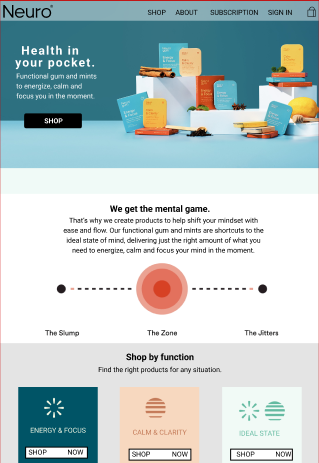 Neuro®
SHOP ABOUT SUBSCRIPTION SIGN IN
Health in
your pocket.
Functional gum and mints
to energize, calm and
focus you in the moment.
SHOP
We get the mental game.
That's why we create products to help shift your mindset with
ease and flow. Our functional gum and mints are shortcuts to the
ideal state of mind, delivering just the right amount of what you
need to energize, calm and focus your mind in the moment.
The Slump The Zone The Jitters
Shop by function
Find the right products for any situation.
ENERGY & FOCUS
CALM & CLARITY
IDEAL STATE
SHOP NOW
SHOP NOW
SHOP NOW